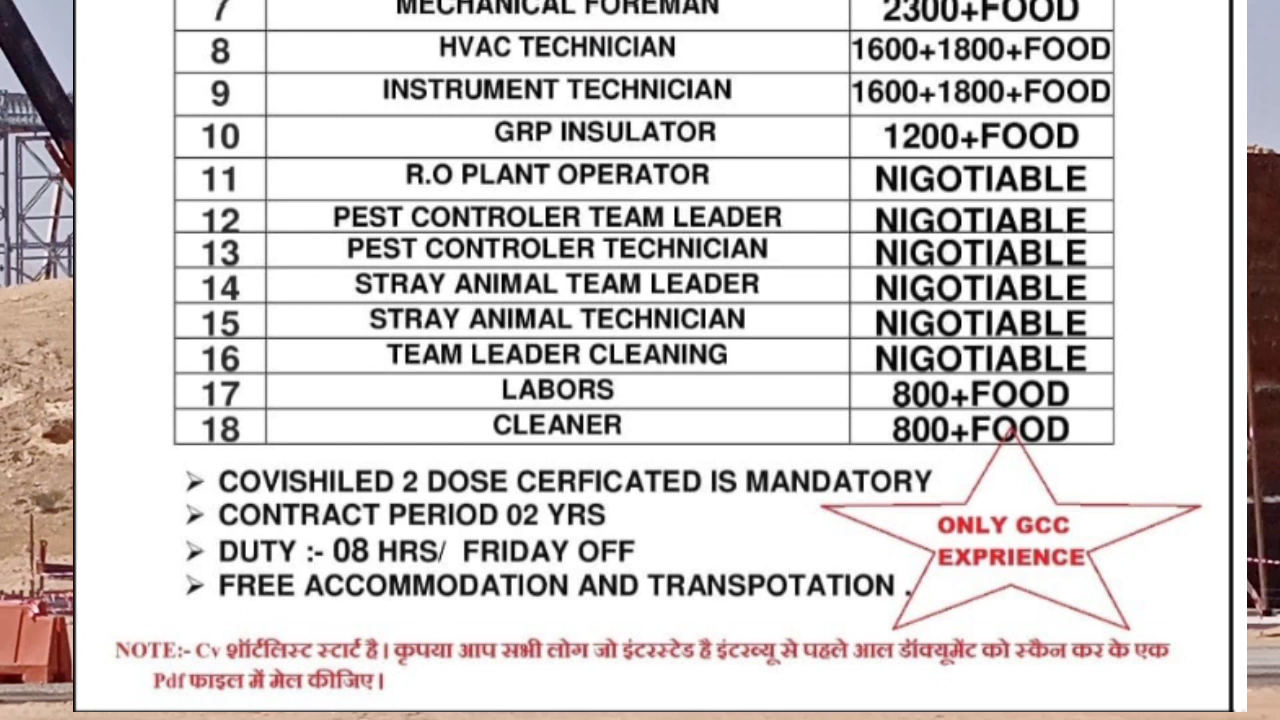 7 MECHANICAL FOREMAN 2300+FOOD
8 HVAC TECHNICIAN 1600+1800+FOOD
9 INSTRUMENT TECHNICIAN 1600+1800+FOOD
10 GRP INSULATOR 1200+FOOD
11 R.O PLANT OPERATOR NIGOTIABLE
12 PEST CONTROLER TEAM LEADER NIGOTIABLE
13 PEST CONTROLER TECHNICIAN NIGOTIABLE
14 STRAY ANIMAL TEAM LEADER NIGOTIABLE
15 STRAY ANIMAL TECHNICIAN NIGOTIABLE
16 TEAM LEADER CLEANING NIGOTIABLE
17 LABORS 800+FOOD
18 CLEANER 800+FOOD
➢ COVISHILED 2 DOSE CERFICATED IS MANDATORY
➢ CONTRACT PERIOD 02 YRS
➢ DUTY :- 08 HRS/ FRIDAY OFF
➢ FREE ACCOMMODATION AND TRANSPOTATION .
ONLY GCC
EXPRIENCE
NOTE:- Cv शॉर्टलिस्ट स्टार्ट है। कृपया आप सभी लोग जो इंटरस्टेड है इंटरव्यू से पहले आल डॉक्यूमेंट को स्कैन कर के एक
Pdf फाइल में मेल कीजिए।